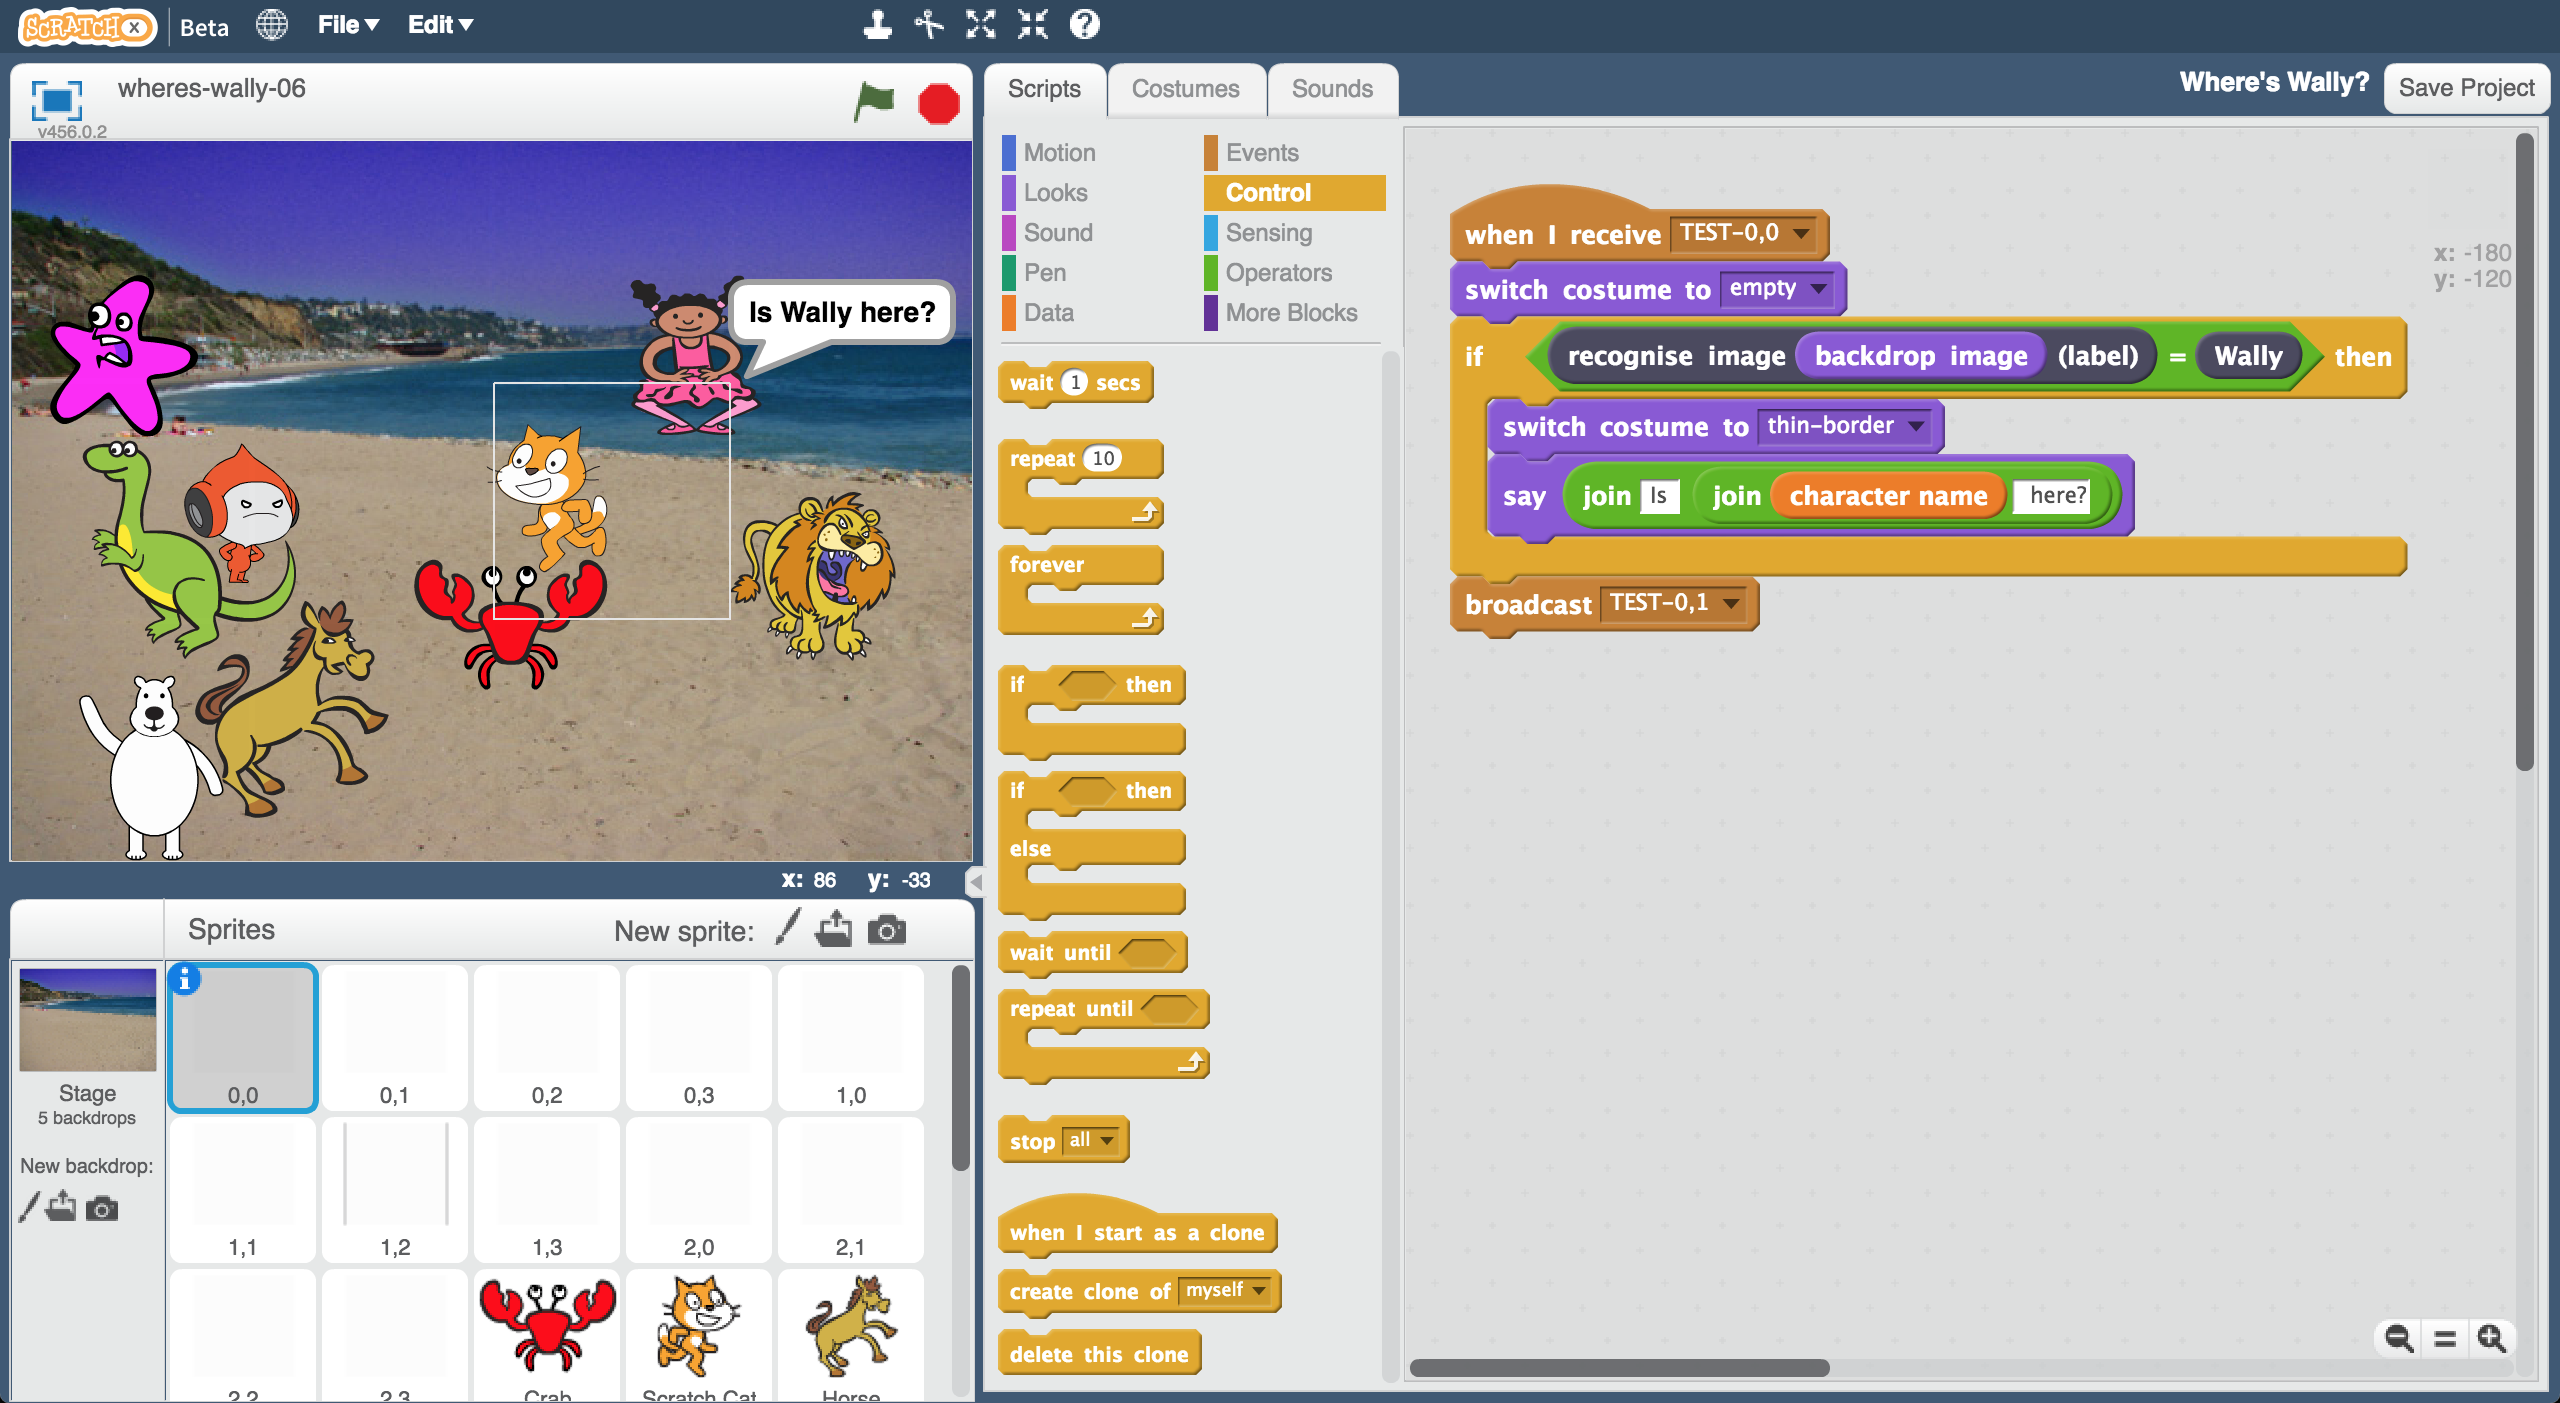 SCRATCH X Beta File Edit ?
wheres-wally-06
v456.0.2
Is Wally here?
x: 86 y: -33
Sprites New sprite:
Stage
5 backdrops
New backdrop:
i
0,0 0,1 0,2 0,3 1,0
1,1 1,2 1,3 2,0 2,1
2,2 2,3 Crab Scratch Cat Horse
Scripts Costumes Sounds
Where's Wally? Save Project
Motion Events
Looks Control
Sound Sensing
Pen Operators
Data More Blocks
wait 1 secs
repeat 10
forever
if then
if then
else
wait until
repeat until
stop all
when I start as a clone
create clone of myself
delete this clone
when I receive TEST-0,0
switch costume to empty
if recognise image backdrop image (label) = Wally then
switch costume to thin-border
say join Is join character name here?
broadcast TEST-0,1
x: -180
y: -120